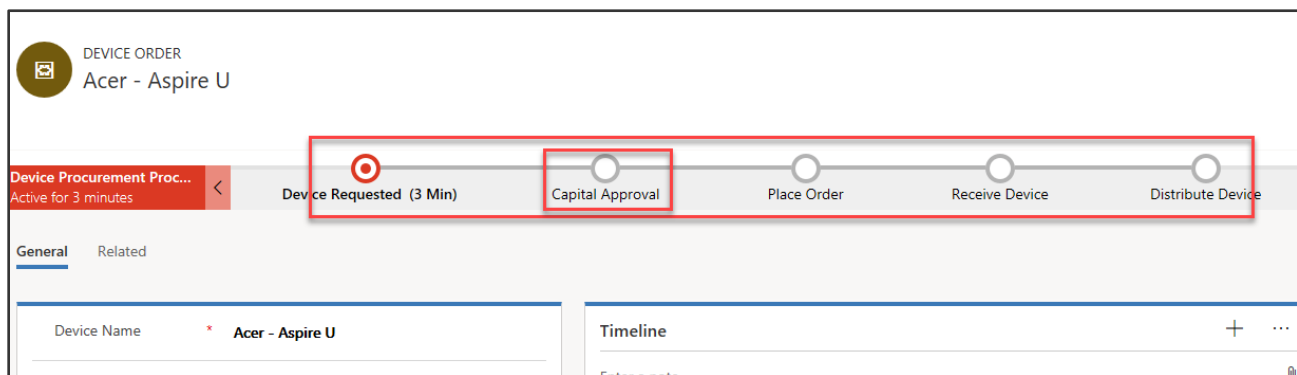 DEVICE ORDER
Acer - Aspire U
Device Procurement Proc...
Active for 3 minutes
Device Requested (3 Min)
Capital Approval
Place Order
Receive Device
Distribute Device
General Related
Device Name * Acer - Aspire U
Timeline